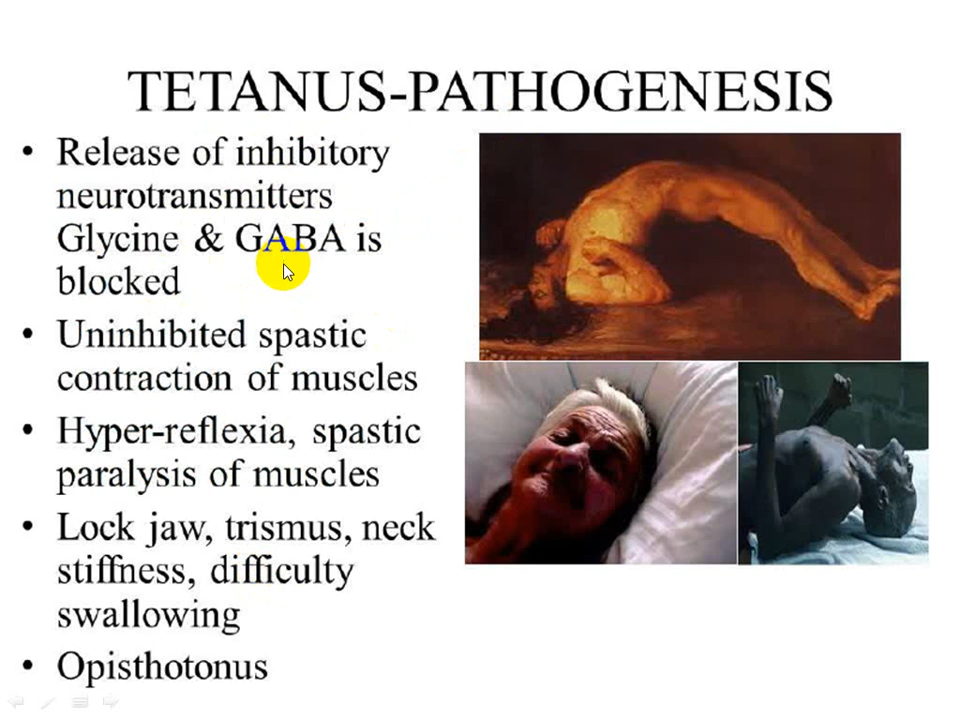 TETANUS-PATHOGENESIS
• Release of inhibitory
neurotransmitters
Glycine & GABA is
blocked
• Uninhibited spastic
contraction of muscles
• Hyper-reflexia, spastic
paralysis of muscles
• Lock jaw, trismus, neck
stiffness, difficulty
swallowing
• Opisthotonus